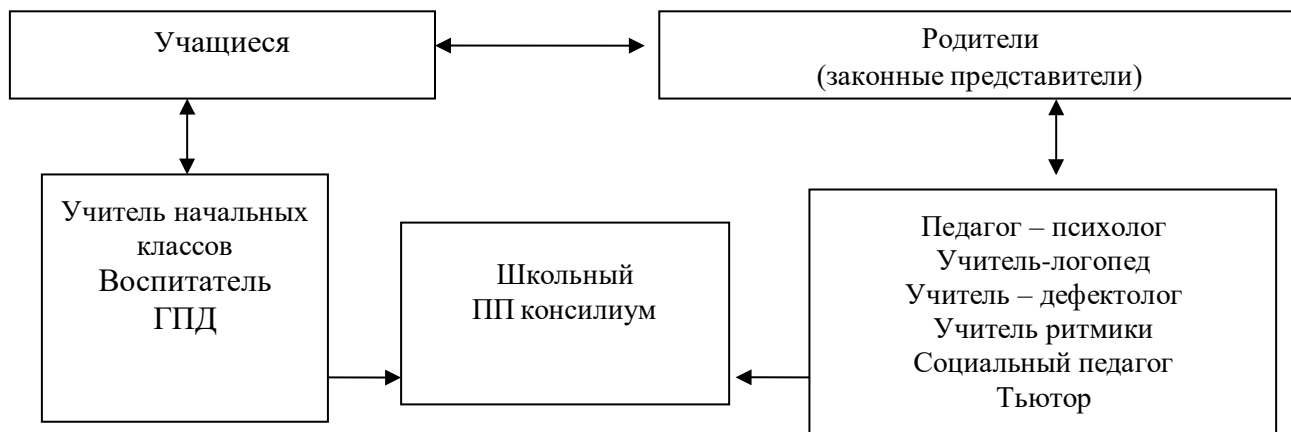 Учащиеся
Родители
(законные представители)
Учитель начальных
классов
Воспитатель
ГПД
Школьный
ПП консилиум
Педагог – психолог
Учитель-логопед
Учитель – дефектолог
Учитель ритмики
Социальный педагог
Тьютор